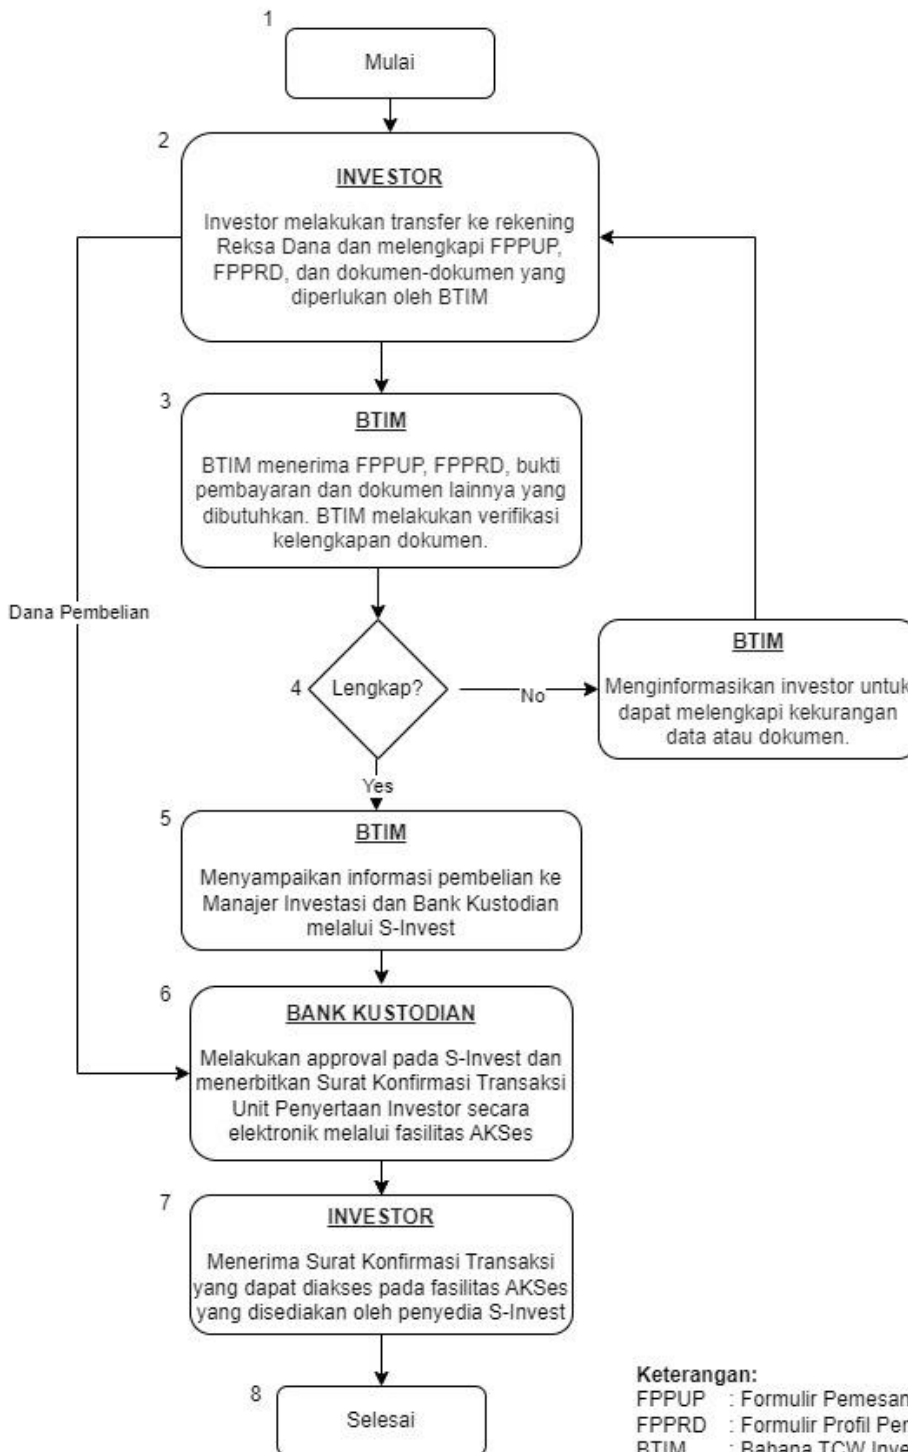 1
Mulai
2
INVESTOR
Investor melakukan transfer ke rekening
Reksa Dana dan melengkapi FPPUP,
FPPRD, dan dokumen-dokumen yang
diperlukan oleh BTIM
3
BTIM
BTIM menerima FPPUP, FPPRD, bukti
pembayaran dan dokumen lainnya yang
dibutuhkan. BTIM melakukan verifikasi
kelengkapan dokumen.
Dana Pembelian
4
Lengkap?
No
BTIM
Menginformasikan investor untuk
dapat melengkapi kekurangan
data atau dokumen.
Yes
5
BTIM
Menyampaikan informasi pembelian ke
Manajer Investasi dan Bank Kustodian
melalui S-Invest
6
BANK KUSTODIAN
Melakukan approval pada S-Invest dan
menerbitkan Surat Konfirmasi Transaksi
Unit Penyertaan Investor secara
elektronik melalui fasilitas AKSes
7
INVESTOR
Menerima Surat Konfirmasi Transaksi
yang dapat diakses pada fasilitas AKSes
yang disediakan oleh penyedia S-Invest
8
Selesai
Keterangan:
FPPUP : Formulir Pemesan
FPPRD : Formulir Profil
BTIM : Bahana TCW